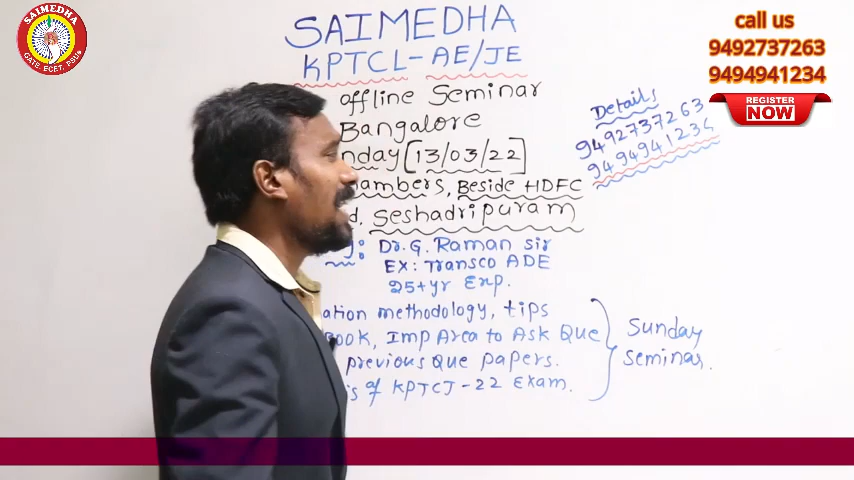 SAIMEDHA
GATE, ECET, PSUs
call us
9492737263
9494941234
REGISTER
NOW
SAIMEDHA
KPTCL-AE/JE
offline Seminar
Bangalore
nday [13/03/22]
ambers, Beside HDFC
d, Seshadripuram
Details
9492737263
9494941234
g: Dr.G. Raman sir
EX: Transco ADE
25+yr Exp.
ation methodology, tips
Book, Imp Area to Ask Que
previous Que papers.
is of KPTCL-22 Exam.
Sunday
seminar.